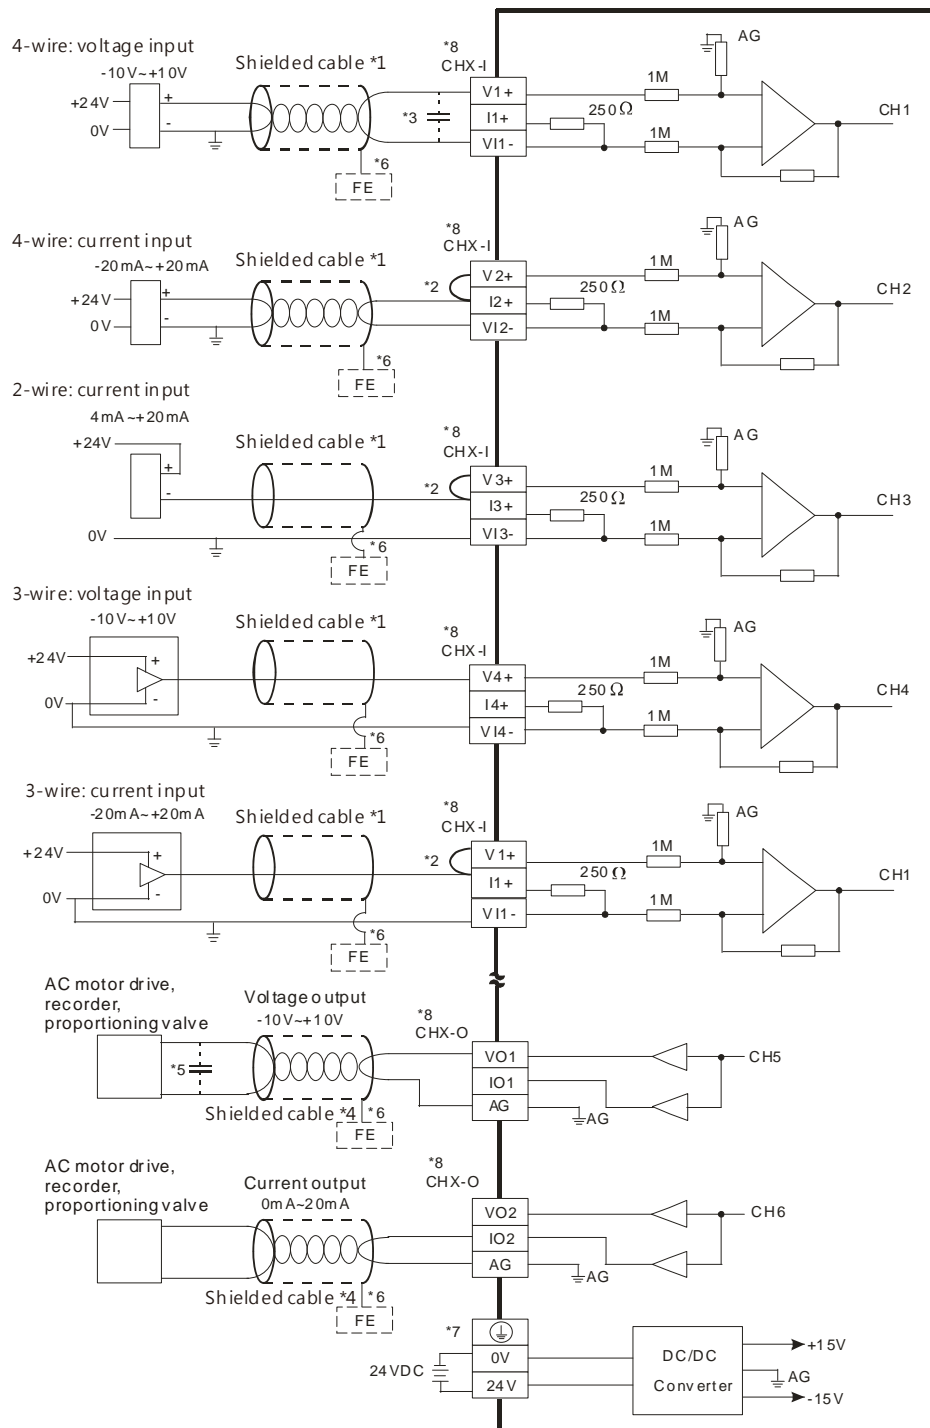 4-wire: voltage input
-10V~+10V
+24V
0V
+
-
Shielded cable *1
*3
*6
FE
*8
CHX-I
V1+
I1+
VI1-
250Ω
1M
1M
AG
CH1
4-wire: current input
-20mA~+20mA
+24V
0V
+
-
Shielded cable *1
*2
*6
FE
*8
CHX-I
V2+
I2+
VI2-
250Ω
1M
1M
AG
CH2
2-wire: current input
4mA~+20mA
+24V
0V
+
-
Shielded cable *1
*2
*6
FE
*8
CHX-I
V3+
I3+
VI3-
250Ω
1M
1M
AG
CH3
3-wire: voltage input
-10V~+10V
+24V
0V
+
-
Shielded cable *1
*6
FE
*8
CHX-I
V4+
I4+
VI4-
250Ω
1M
1M
AG
CH4
3-wire: current input
-20mA~+20mA
+24V
0V
+
-
Shielded cable *1
*2
*6
FE
*8
CHX-I
V1+
I1+
VI1-
250Ω
1M
1M
AG
CH1
AC motor drive,
recorder,
proportioning valve
*5
Voltage output
-10V~+10V
Shielded cable *4
*6
FE
*8
CHX-O
VO1
IO1
AG
AG
CH5
AC motor drive,
recorder,
proportioning valve
Current output
0mA~20mA
Shielded cable *4
*6
FE
*8
CHX-O
VO2
IO2
AG
AG
CH6
*7
24VDC
0V
24V
DC/DC
Converter
+15V
AG
-15V